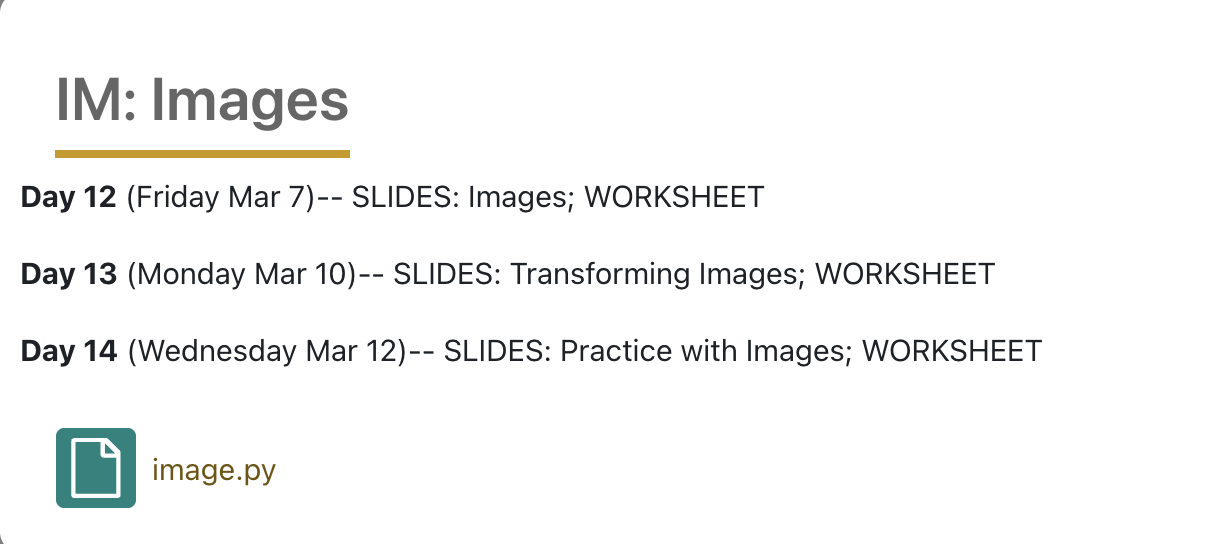 IM: Images
Day 12 (Friday Mar 7)-- SLIDES: Images; WORKSHEET
Day 13 (Monday Mar 10)-- SLIDES: Transforming Images; WORKSHEET
Day 14 (Wednesday Mar 12)-- SLIDES: Practice with Images; WORKSHEET
image.py